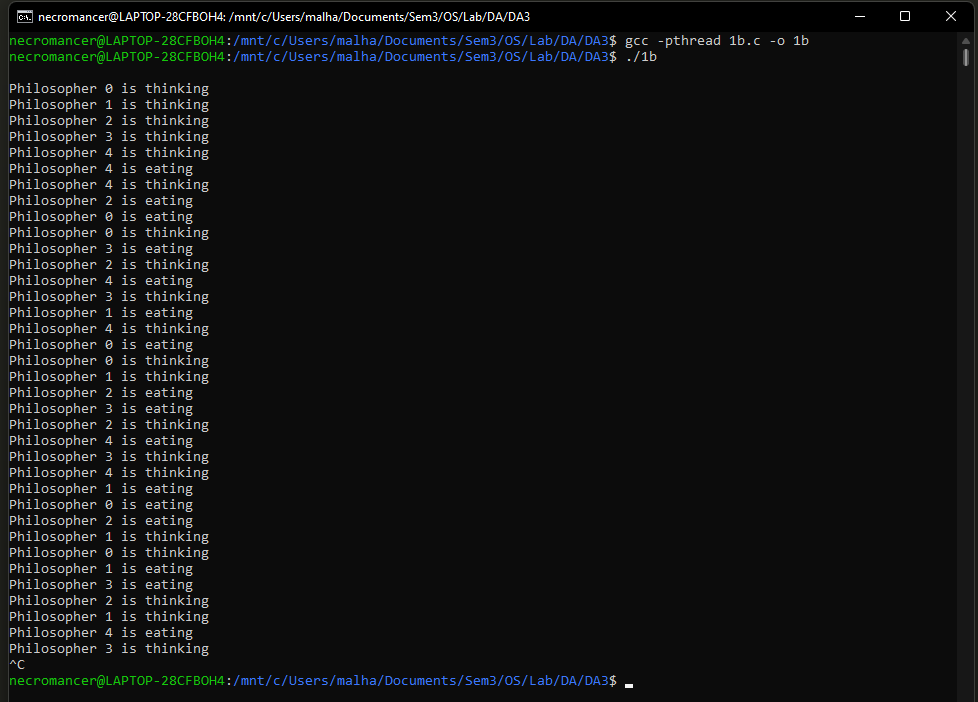 necromancer@LAPTOP-28CFBOH4: /mnt/c/Users/malha/Documents/Sem3/OS/Lab/DA/DA3
necromancer@LAPTOP-28CFBOH4:/mnt/c/Users/malha/Documents/Sem3/OS/Lab/DA/DA3$ gcc -pthread 1b.c -o 1b
necromancer@LAPTOP-28CFBOH4:/mnt/c/Users/malha/Documents/Sem3/OS/Lab/DA/DA3$ ./1b
Philosopher 0 is thinking
Philosopher 1 is thinking
Philosopher 2 is thinking
Philosopher 3 is thinking
Philosopher 4 is thinking
Philosopher 4 is eating
Philosopher 4 is thinking
Philosopher 2 is eating
Philosopher 0 is eating
Philosopher 0 is thinking
Philosopher 3 is eating
Philosopher 2 is thinking
Philosopher 4 is eating
Philosopher 3 is thinking
Philosopher 1 is eating
Philosopher 4 is thinking
Philosopher 0 is eating
Philosopher 0 is thinking
Philosopher 1 is thinking
Philosopher 2 is eating
Philosopher 3 is eating
Philosopher 2 is thinking
Philosopher 4 is eating
Philosopher 3 is thinking
Philosopher 4 is thinking
Philosopher 1 is eating
Philosopher 0 is eating
Philosopher 2 is eating
Philosopher 1 is thinking
Philosopher 0 is thinking
Philosopher 1 is eating
Philosopher 3 is eating
Philosopher 2 is thinking
Philosopher 1 is thinking
Philosopher 4 is eating
Philosopher 3 is thinking
^C
necromancer@LAPTOP-28CFBOH4:/mnt/c/Users/malha/Documents/Sem3/OS/Lab/DA/DA3$